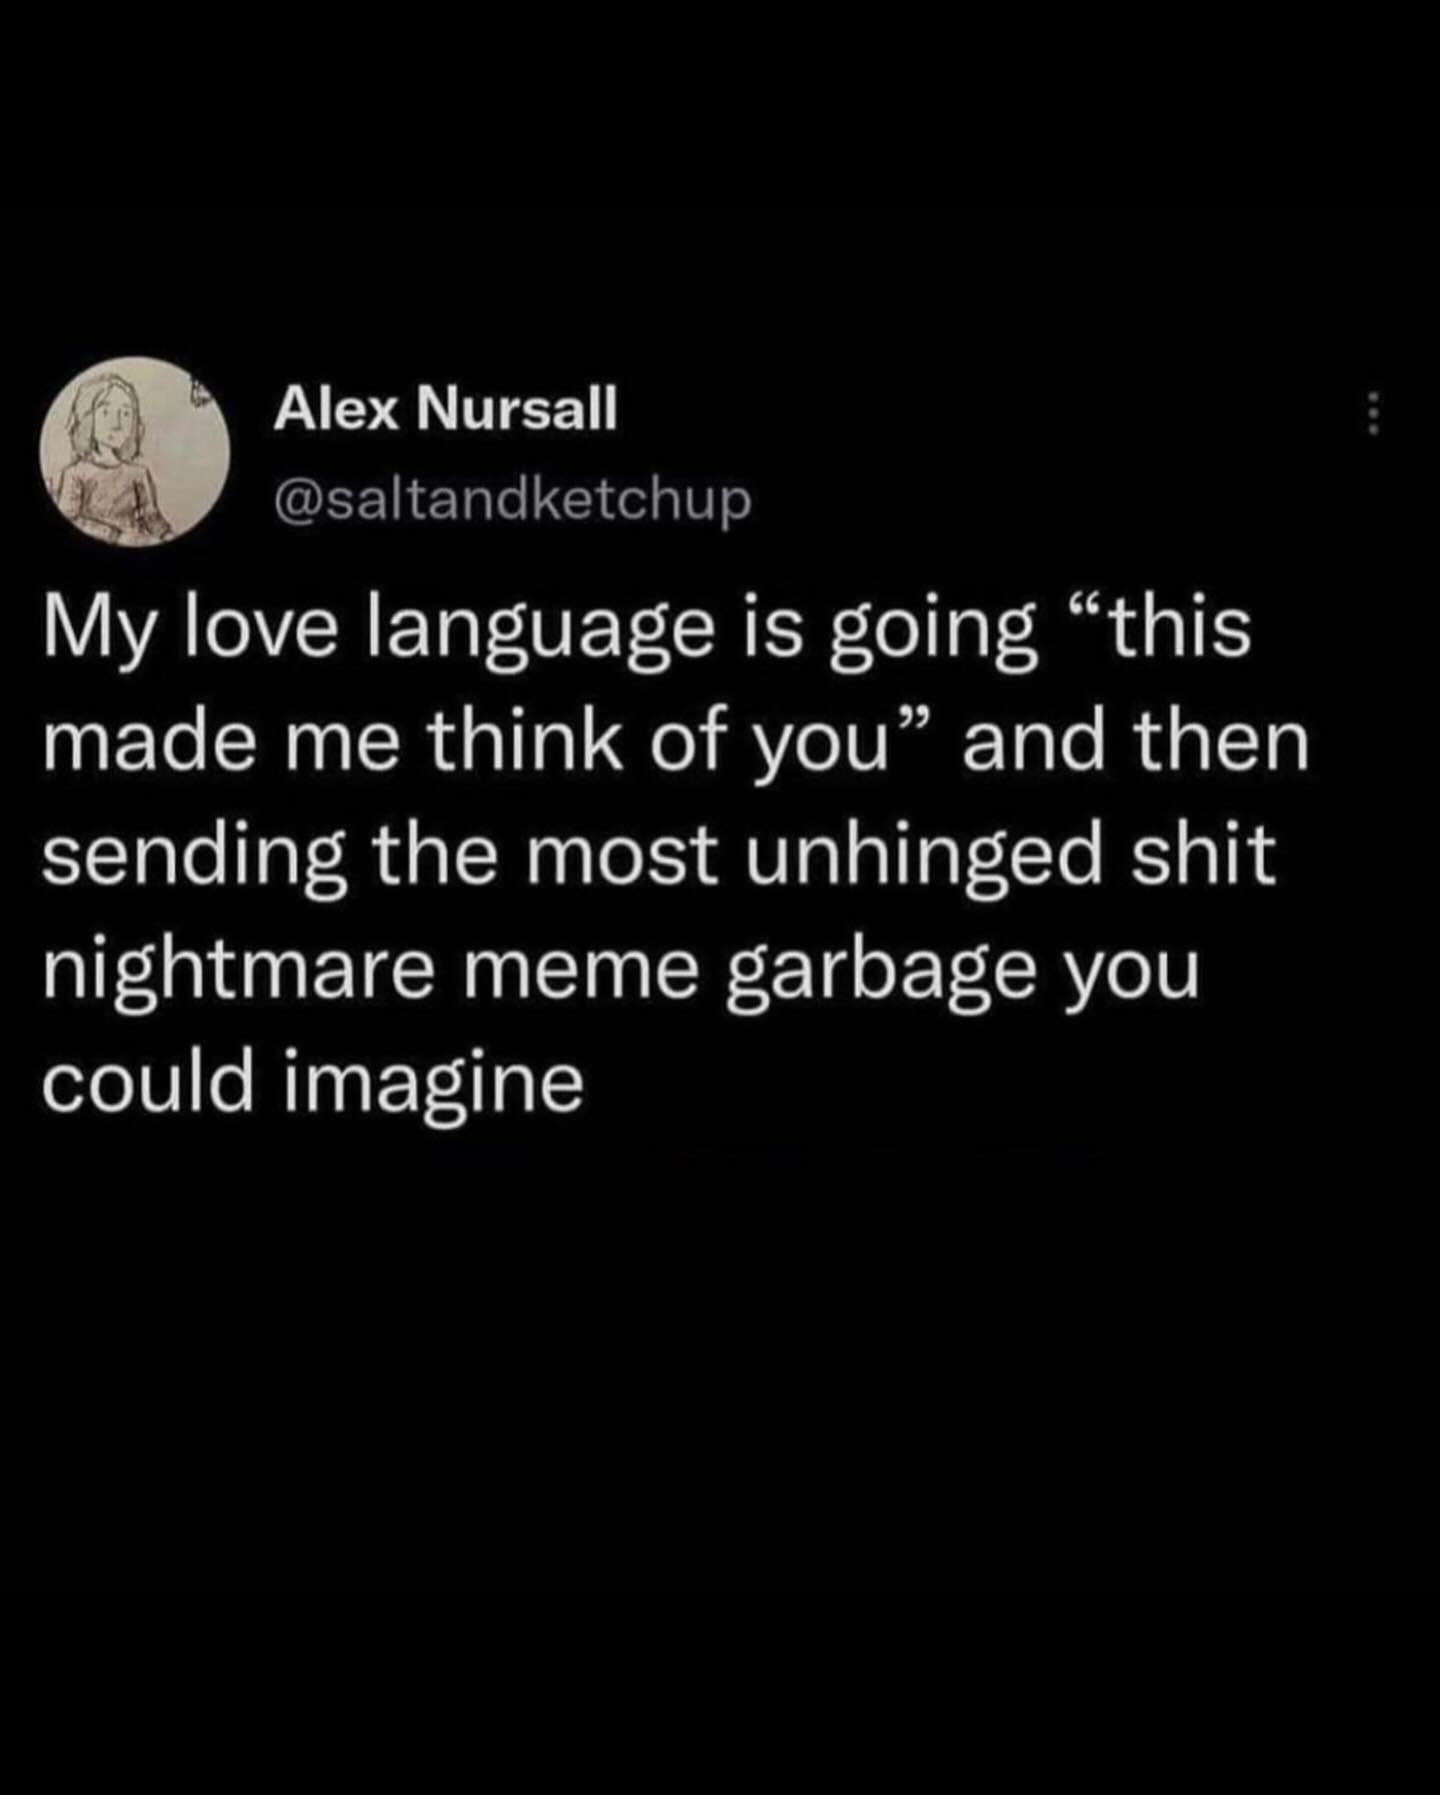 Alex Nursall
@saltandketchup
My love language is going “this
made me think of you” and then
sending the most unhinged shit
nightmare meme garbage you
could imagine